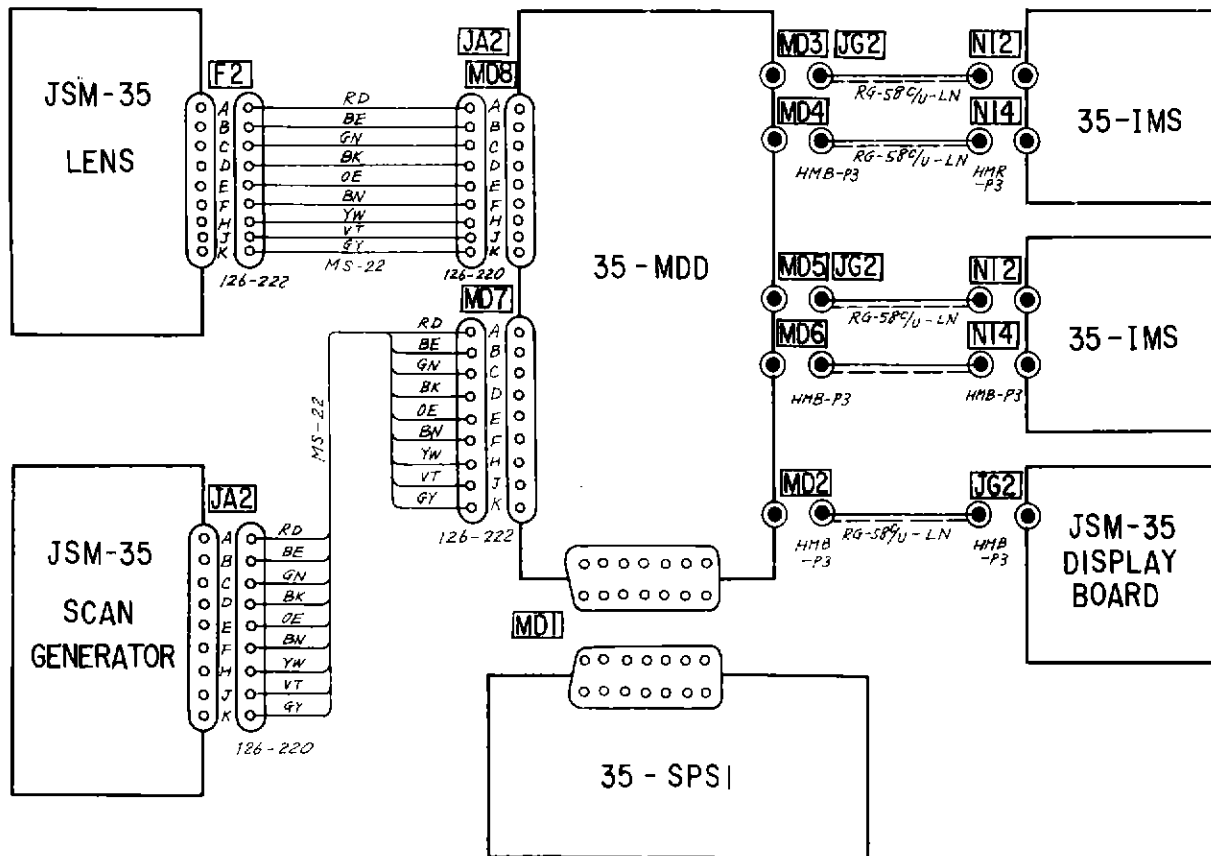 JSM-35
LENS
F2
A
B
C
D
E
F
H
J
K
126-222
RD
BE
GN
BK
OE
BN
YW
VT
GY
MS-22
JA2
MD8
A
B
C
D
E
F
H
J
K
126-220
MD7
RD
BE
GN
BK
OE
BN
YW
VT
GY
A
B
C
D
E
F
H
J
K
126-222
MS-22
JSM-35
SCAN
GENERATOR
JA2
A
B
C
D
E
F
H
J
K
RD
BE
GN
BK
OE
BN
YW
VT
GY
126-220
35-MDD
MD1
35-SPS1
MD3 JG2 N12
RG-58C/U-LN
MD4 N14
RG-58C/U-LN
HMB-P3
HMR
-P3
35-IMS
MD5 JG2 N12
RG-58C/U-LN
MD6 N14
HMB-P3 HMB-P3
35-IMS
MD2 JG2
HMB
-P3
RG-58C/U-LN
HMB
-P3
JSM-35
DISPLAY
BOARD